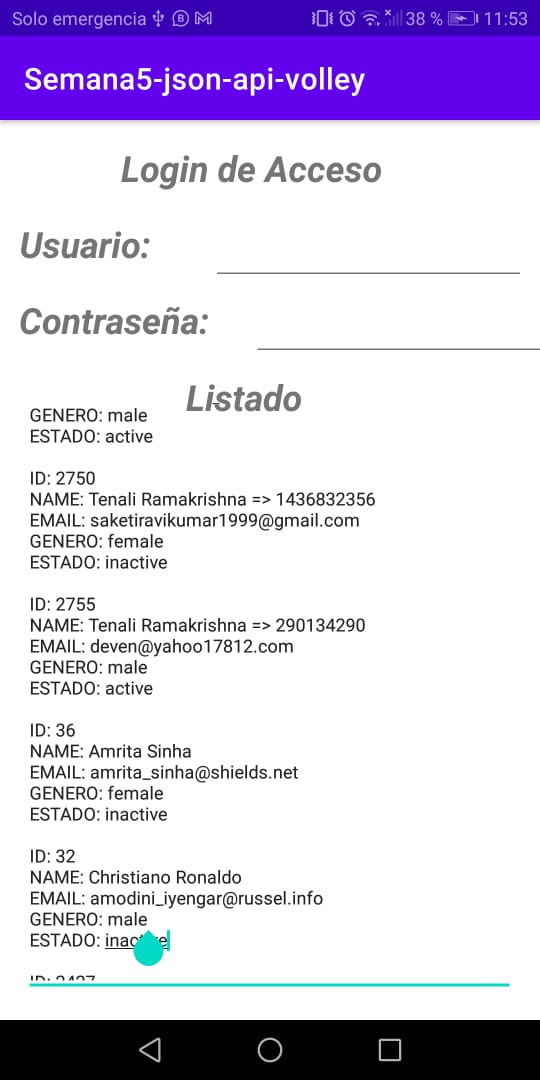 Solo emergencia 38 % 11:53
Semana5-json-api-volley
Login de Acceso
Usuario:
Contraseña:
Listado
GENERO: male
ESTADO: active
ID: 2750
NAME: Tenali Ramakrishna => 1436832356
EMAIL: saketiravikumar1999@gmail.com
GENERO: female
ESTADO: inactive
ID: 2755
NAME: Tenali Ramakrishna => 290134290
EMAIL: deven@yahoo17812.com
GENERO: male
ESTADO: active
ID: 36
NAME: Amrita Sinha
EMAIL: amrita_sinha@shields.net
GENERO: female
ESTADO: inactive
ID: 32
NAME: Christiano Ronaldo
EMAIL: amodini_iyengar@russel.info
GENERO: male
ESTADO: inactive
ID: